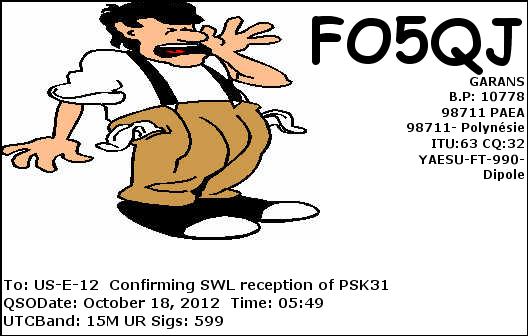 FO5QJ
GARANS
B.P: 10778
98711 PAEA
98711- Polynésie
ITU:63 CQ:32
YAESU-FT-990-
Dipole
To: US-E-12  Confirming SWL reception of PSK31
QSODate: October 18, 2012  Time: 05:49
UTCBand: 15M UR Sigs: 599